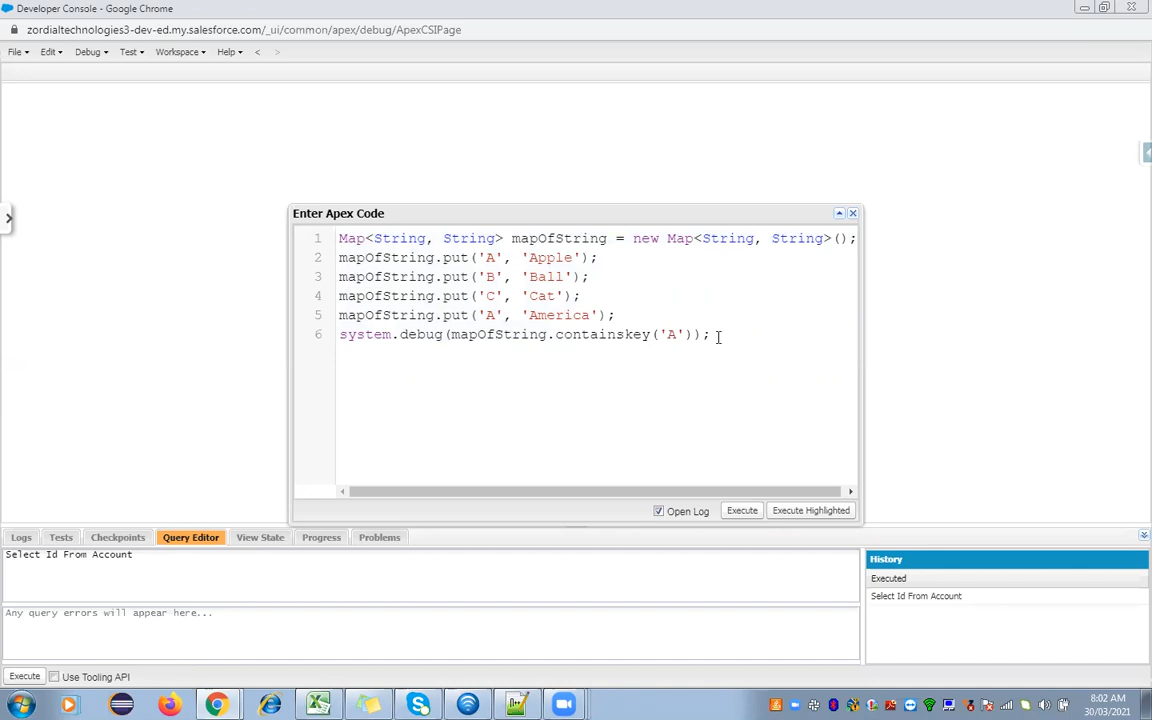 Developer Console - Google Chrome
zordialtechnologies3-dev-ed.my.salesforce.com/_ui/common/apex/debug/ApexCSIPage
File Edit Debug Test Workspace Help < >
Enter Apex Code
1 Map<String, String> mapOfString = new Map<String, String>();
2 mapOfString.put('A', 'Apple');
3 mapOfString.put('B', 'Ball');
4 mapOfString.put('C', 'Cat');
5 mapOfString.put('A', 'America');
6 system.debug(mapOfString.containskey('A'));
Open Log Execute Execute Highlighted
Logs Tests Checkpoints Query Editor View State Progress Problems
Select Id From Account
Any query errors will appear here...
History
Executed
Select Id From Account
Execute Use Tooling API
8:02 AM
30/03/2021